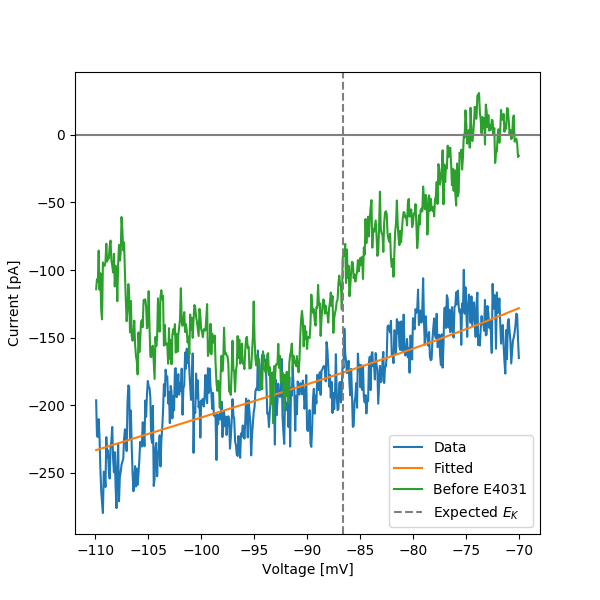 0
−50
−100
−150
−200
−250
Current [pA]
−110
−105
−100
−95
−90
−85
−80
−75
−70
Voltage [mV]
Data
Fitted
Before E4031
Expected E_K